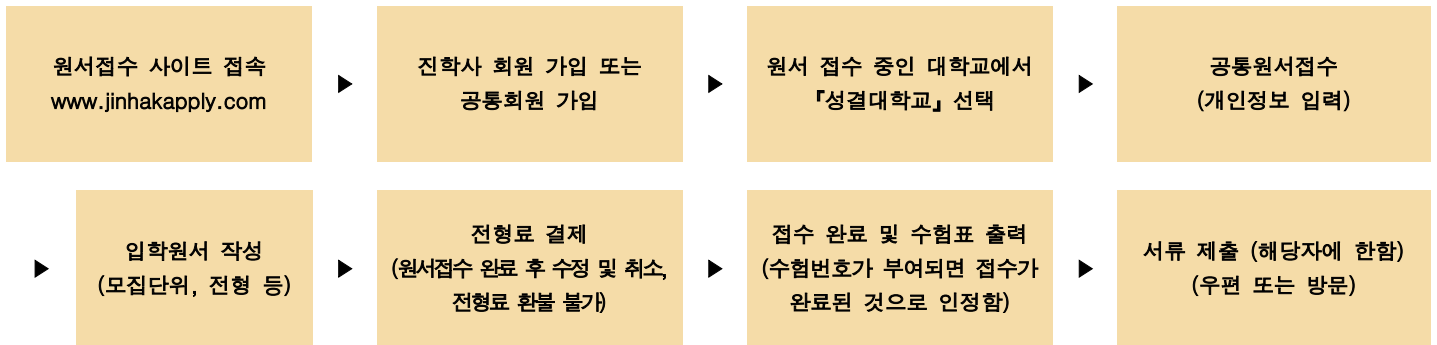 원서접수 사이트 접속
www.jinhakapply.com
▶
진학사 회원 가입 또는
공통회원 가입
▶
원서 접수 중인 대학교에서
『성결대학교』 선택
▶
공통원서접수
(개인정보 입력)
▶
입학원서 작성
(모집단위, 전형 등)
▶
전형료 결제
(원서접수 완료 후 수정 및 취소,
전형료 환불 불가)
▶
접수 완료 및 수험표 출력
(수험번호가 부여되면 접수가
완료된 것으로 인정함)
▶
서류 제출 (해당자에 한함)
(우편 또는 방문)